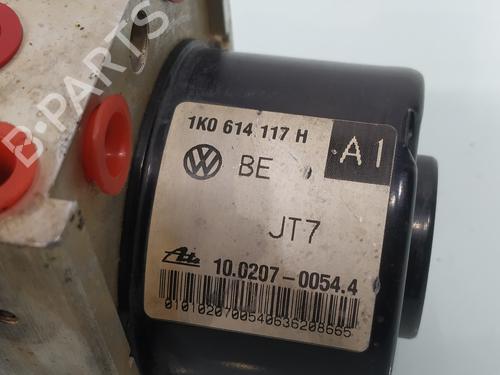 1K0 614 117 H
A1
BE
JT7
Ate
10.0207-0054.4
0101020700540636208665
B-PARTS